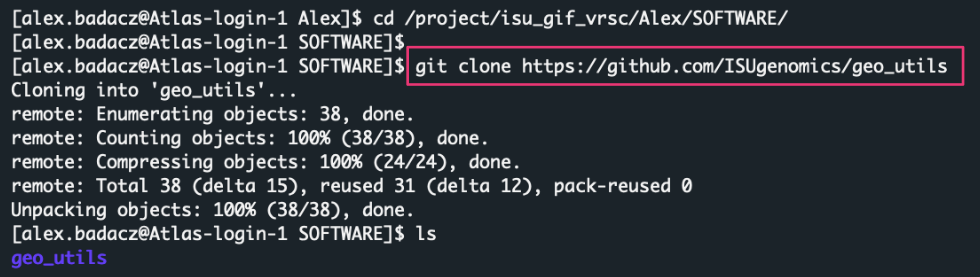 [alex.badacz@Atlas-login-1 Alex]$ cd /project/isu_gif_vrsc/Alex/SOFTWARE/
[alex.badacz@Atlas-login-1 SOFTWARE]$
[alex.badacz@Atlas-login-1 SOFTWARE]$ git clone https://github.com/ISUgenomics/geo_utils
Cloning into 'geo_utils'...
remote: Enumerating objects: 38, done.
remote: Counting objects: 100% (38/38), done.
remote: Compressing objects: 100% (24/24), done.
remote: Total 38 (delta 15), reused 31 (delta 12), pack-reused 0
Unpacking objects: 100% (38/38), done.
[alex.badacz@Atlas-login-1 SOFTWARE]$ ls
geo_utils